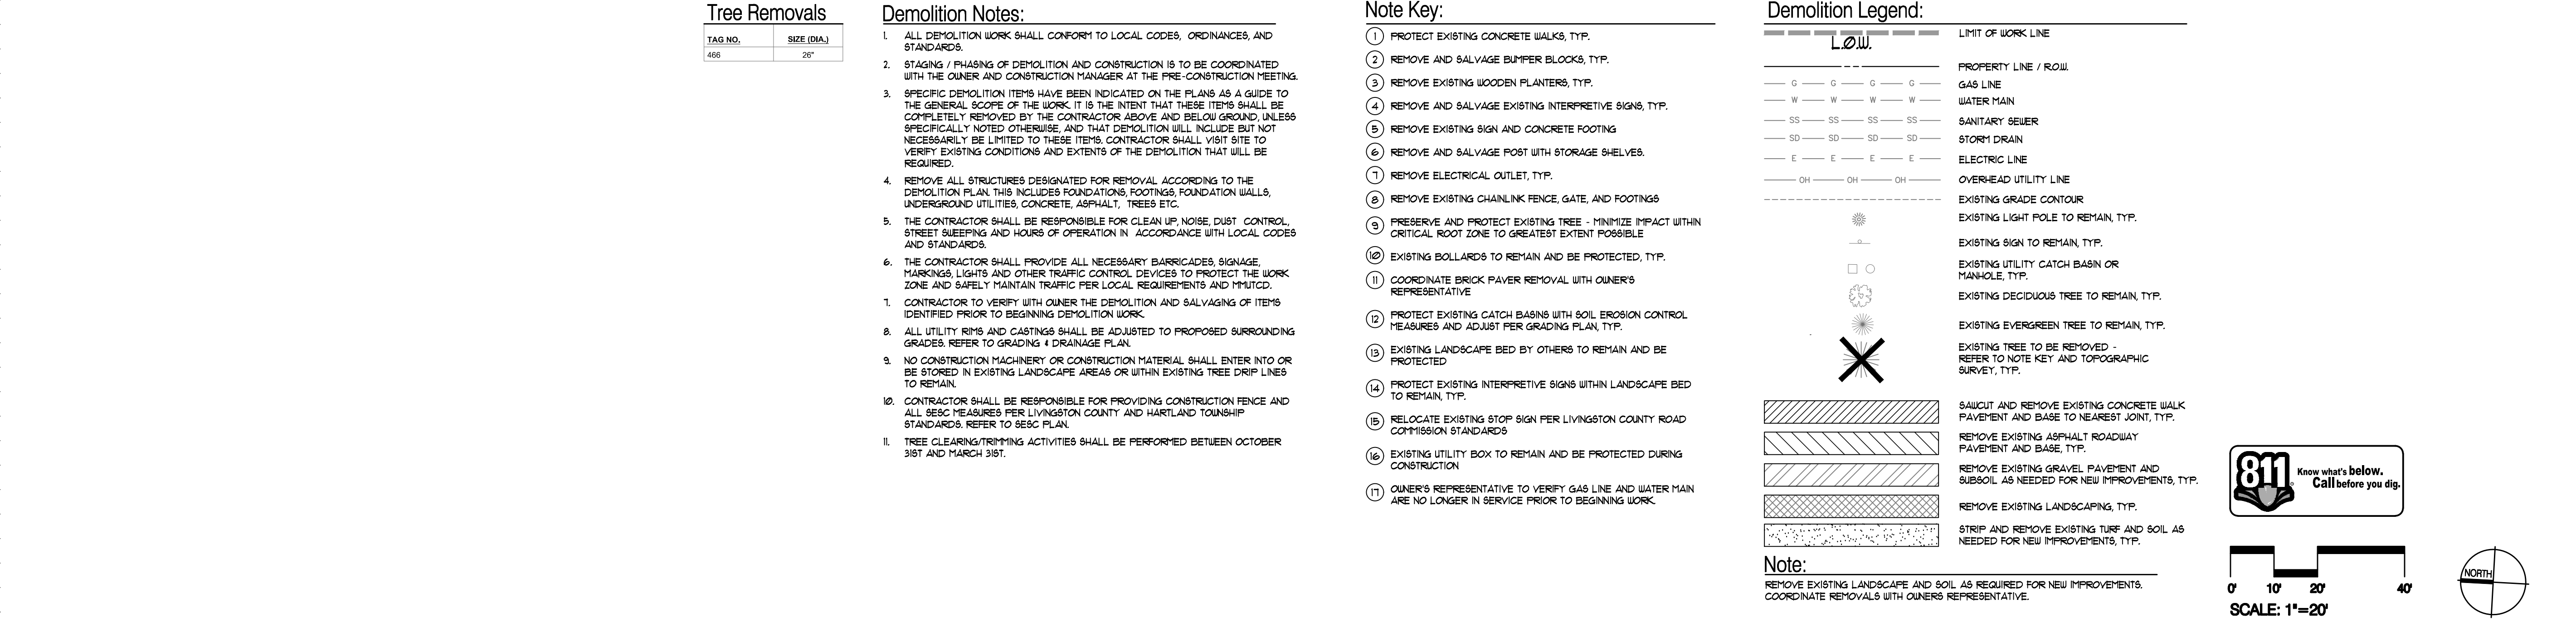 Tree Removals
TAG NO. SIZE (DIA.)
466 26"
Demolition Notes:
1. ALL DEMOLITION WORK SHALL CONFORM TO LOCAL CODES, ORDINANCES, AND
STANDARDS.
2. STAGING / PHASING OF DEMOLITION AND CONSTRUCTION IS TO BE COORDINATED
WITH THE OWNER AND CONSTRUCTION MANAGER AT THE PRE-CONSTRUCTION MEETING.
3. SPECIFIC DEMOLITION ITEMS HAVE BEEN INDICATED ON THE PLANS AS A GUIDE TO
THE GENERAL SCOPE OF THE WORK. IT IS THE INTENT THAT THESE ITEMS SHALL BE
COMPLETELY REMOVED BY THE CONTRACTOR ABOVE AND BELOW GROUND, UNLESS
SPECIFICALLY NOTED OTHERWISE, AND THAT DEMOLITION WILL INCLUDE BUT NOT
NECESSARILY BE LIMITED TO THESE ITEMS. CONTRACTOR SHALL VISIT SITE TO
VERIFY EXISTING CONDITIONS AND EXTENTS OF THE DEMOLITION THAT WILL BE
REQUIRED.
4. REMOVE ALL STRUCTURES DESIGNATED FOR REMOVAL ACCORDING TO THE
DEMOLITION PLAN. THIS INCLUDES FOUNDATIONS, FOOTINGS, FOUNDATION WALLS,
UNDERGROUND UTILITIES, CONCRETE, ASPHALT, TREES ETC.
5. THE CONTRACTOR SHALL BE RESPONSIBLE FOR CLEAN UP, NOISE, DUST CONTROL,
STREET SWEEPING AND HOURS OF OPERATION IN ACCORDANCE WITH LOCAL CODES
AND STANDARDS.
6. THE CONTRACTOR SHALL PROVIDE ALL NECESSARY BARRICADES, SIGNAGE,
MARKINGS, LIGHTS AND OTHER TRAFFIC CONTROL DEVICES TO PROTECT THE WORK
ZONE AND SAFELY MAINTAIN TRAFFIC PER LOCAL REQUIREMENTS AND MMUTCD.
7. CONTRACTOR TO VERIFY WITH OWNER THE DEMOLITION AND SALVAGING OF ITEMS
IDENTIFIED PRIOR TO BEGINNING DEMOLITION WORK.
8. ALL UTILITY RIMS AND CASTINGS SHALL BE ADJUSTED TO PROPOSED SURROUNDING
GRADES. REFER TO GRADING & DRAINAGE PLAN.
9. NO CONSTRUCTION MACHINERY OR CONSTRUCTION MATERIAL SHALL ENTER INTO OR
BE STORED IN EXISTING LANDSCAPE AREAS OR WITHIN EXISTING TREE DRIP LINES
TO REMAIN.
10. CONTRACTOR SHALL BE RESPONSIBLE FOR PROVIDING CONSTRUCTION FENCE AND
ALL SESC MEASURES PER LIVINGSTON COUNTY AND HARTLAND TOWNSHIP
STANDARDS. REFER TO SESC PLAN.
11. TREE CLEARING/TRIMMING ACTIVITIES SHALL BE PERFORMED BETWEEN OCTOBER
31ST AND MARCH 31ST.
Note Key:
1 PROTECT EXISTING CONCRETE WALKS, TYP.
2 REMOVE AND SALVAGE BUMPER BLOCKS, TYP.
3 REMOVE EXISTING WOODEN PLANTERS, TYP.
4 REMOVE AND SALVAGE EXISTING INTERPRETIVE SIGNS, TYP.
5 REMOVE EXISTING SIGN AND CONCRETE FOOTING
6 REMOVE AND SALVAGE POST WITH STORAGE SHELVES.
7 REMOVE ELECTRICAL OUTLET, TYP.
8 REMOVE EXISTING CHAINLINK FENCE, GATE, AND FOOTINGS
9 PRESERVE AND PROTECT EXISTING TREE - MINIMIZE IMPACT WITHIN
CRITICAL ROOT ZONE TO GREATEST EXTENT POSSIBLE
10 EXISTING BOLLARDS TO REMAIN AND BE PROTECTED, TYP.
11 COORDINATE BRICK PAVER REMOVAL WITH OWNER'S
REPRESENTATIVE
12 PROTECT EXISTING CATCH BASINS WITH SOIL EROSION CONTROL
MEASURES AND ADJUST PER GRADING PLAN, TYP.
13 EXISTING LANDSCAPE BED BY OTHERS TO REMAIN AND BE
PROTECTED
14 PROTECT EXISTING INTERPRETIVE SIGNS WITHIN LANDSCAPE BED
TO REMAIN, TYP.
15 RELOCATE EXISTING STOP SIGN PER LIVINGSTON COUNTY ROAD
COMMISSION STANDARDS
16 EXISTING UTILITY BOX TO REMAIN AND BE PROTECTED DURING
CONSTRUCTION
17 OWNER'S REPRESENTATIVE TO VERIFY GAS LINE AND WATER MAIN
ARE NO LONGER IN SERVICE PRIOR TO BEGINNING WORK.
Demolition Legend:
L.O.W. LIMIT OF WORK LINE
PROPERTY LINE / R.O.W.
G G G G GAS LINE
W W W W WATER MAIN
SS SS SS SS SANITARY SEWER
SD SD SD SD STORM DRAIN
E E E E ELECTRIC LINE
OH OH OH OVERHEAD UTILITY LINE
EXISTING GRADE CONTOUR
EXISTING LIGHT POLE TO REMAIN, TYP.
EXISTING SIGN TO REMAIN, TYP.
EXISTING UTILITY CATCH BASIN OR
MANHOLE, TYP.
EXISTING DECIDUOUS TREE TO REMAIN, TYP.
EXISTING EVERGREEN TREE TO REMAIN, TYP.
EXISTING TREE TO BE REMOVED -
REFER TO NOTE KEY AND TOPOGRAPHIC
SURVEY, TYP.
SAWCUT AND REMOVE EXISTING CONCRETE WALK
PAVEMENT AND BASE TO NEAREST JOINT, TYP.
REMOVE EXISTING ASPHALT ROADWAY
PAVEMENT AND BASE, TYP.
REMOVE EXISTING GRAVEL PAVEMENT AND
SUBSOIL AS NEEDED FOR NEW IMPROVEMENTS, TYP.
REMOVE EXISTING LANDSCAPING, TYP.
STRIP AND REMOVE EXISTING TURF AND SOIL AS
NEEDED FOR NEW IMPROVEMENTS, TYP.
Note:
REMOVE EXISTING LANDSCAPE AND SOIL AS REQUIRED FOR NEW IMPROVEMENTS.
COORDINATE REMOVALS WITH OWNERS REPRESENTATIVE.
811
Know what's below.
Call before you dig.
0' 10' 20' 40'
SCALE: 1"=20'
NORTH